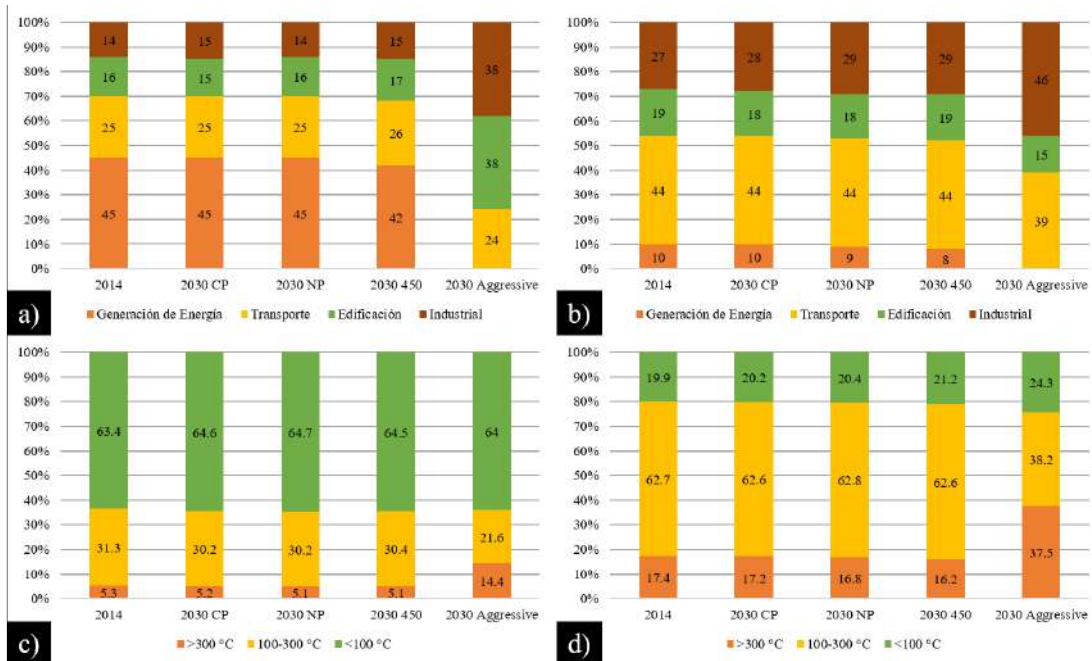 100%
90%
80%
70%
60%
50%
40%
30%
20%
10%
0%
14 15 14 15 38
16 15 16 17 38
25 25 25 26 24
45 45 45 42
2014 2030 CP 2030 NP 2030 450 2030 Aggressive
a)
Generación de Energía Transporte Edificación Industrial
100%
90%
80%
70%
60%
50%
40%
30%
20%
10%
0%
27 28 29 29 46
19 18 18 19 15
44 44 44 44 39
10 10 9 8
2014 2030 CP 2030 NP 2030 450 2030 Aggressive
b)
Generación de Energía Transporte Edificación Industrial
100%
90%
80%
70%
60%
50%
40%
30%
20%
10%
0%
63.4 64.6 64.7 64.5 64
31.3 30.2 30.2 30.4 21.6
5.3 5.2 5.1 5.1 14.4
2014 2030 CP 2030 NP 2030 450 2030 Aggressive
c)
>300 °C 100-300 °C <100 °C
100%
90%
80%
70%
60%
50%
40%
30%
20%
10%
0%
19.9 20.2 20.4 21.2 24.3
62.7 62.6 62.8 62.6 38.2
17.4 17.2 16.8 16.2 37.5
2014 2030 CP 2030 NP 2030 450 2030 Aggressive
d)
>300 °C 100-300 °C <100 °C